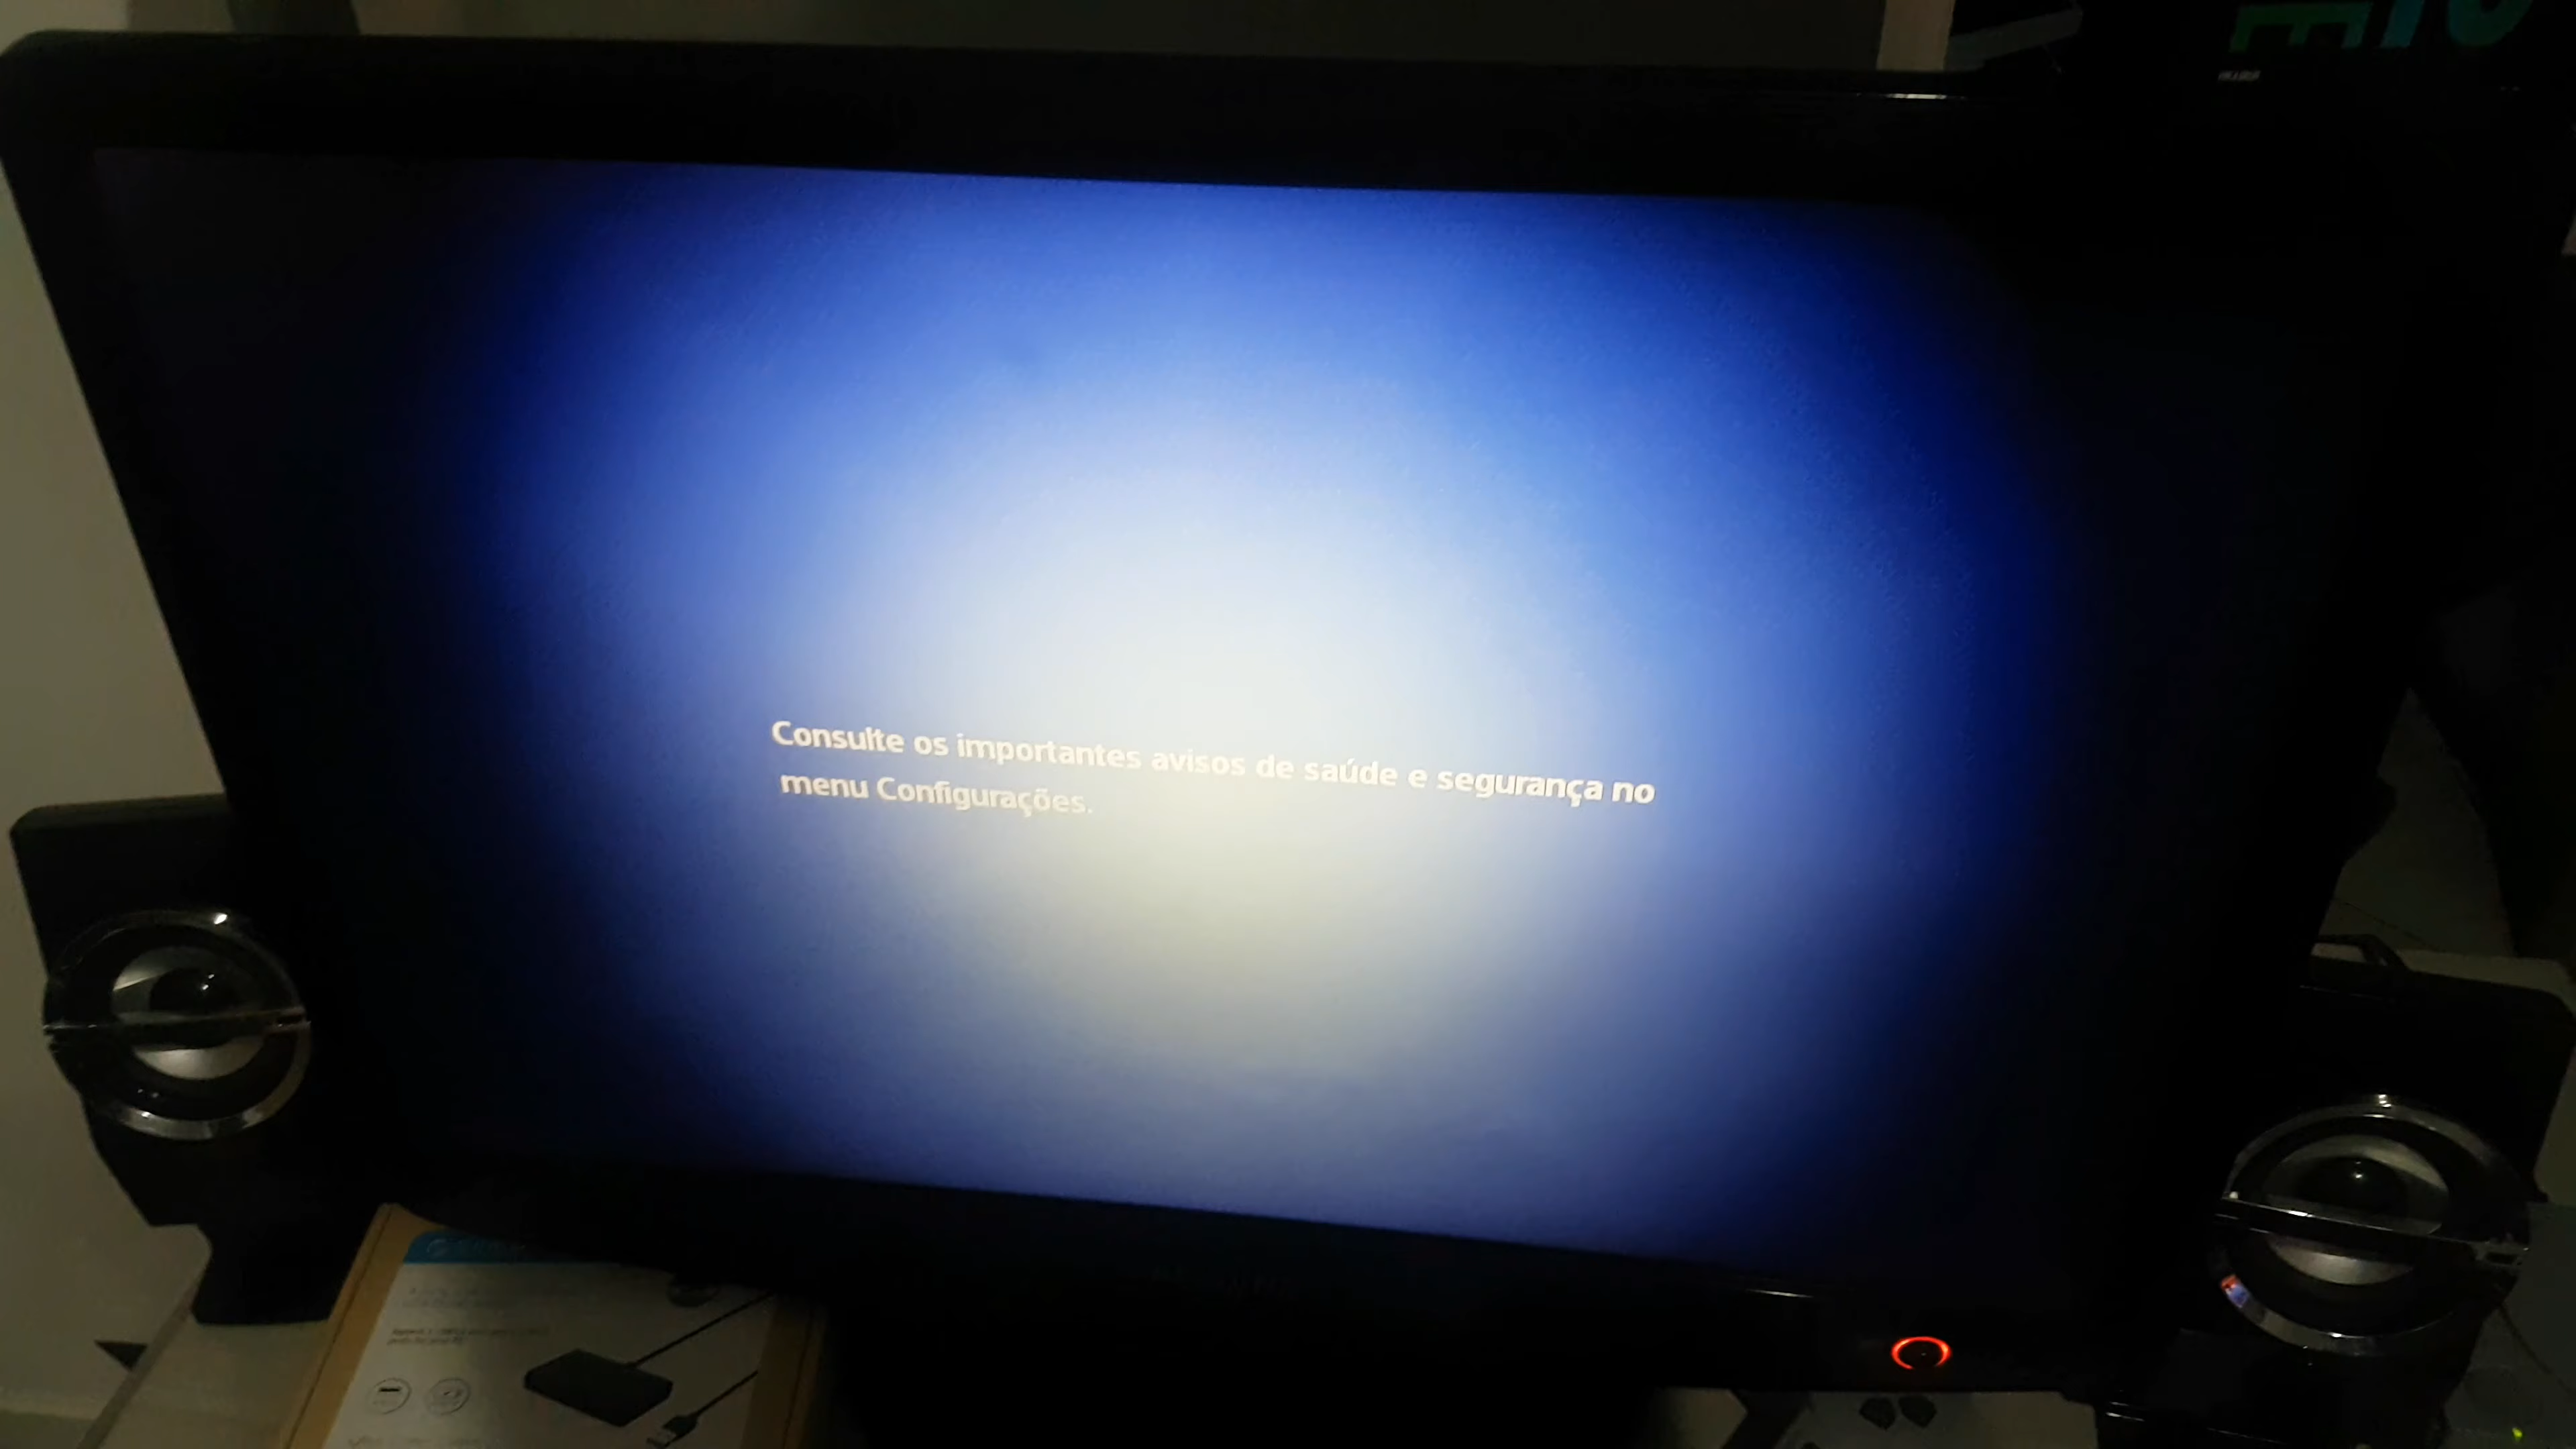 Consulte os importantes avisos de saúde e segurança no
menu Configurações.